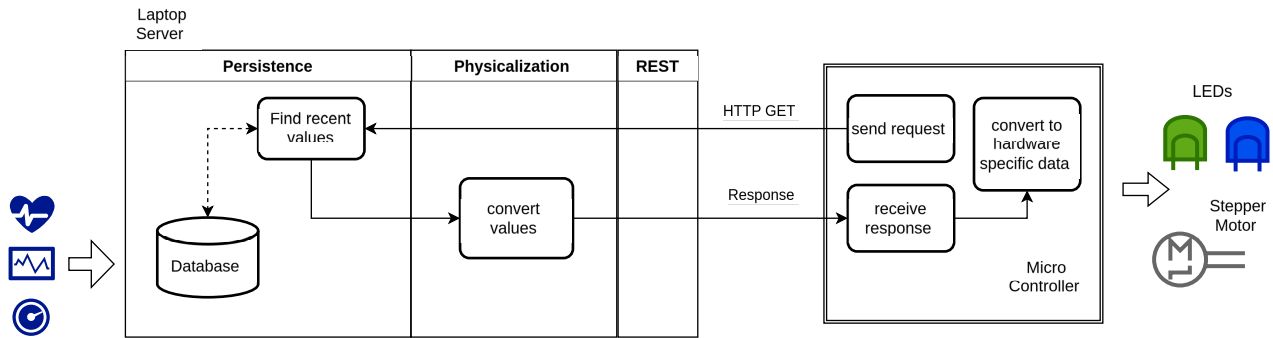 Laptop
Server
Persistence
Physicalization
REST
Find recent
values
Database
convert
values
HTTP GET
Response
send request
receive
response
convert to
hardware
specific data
Micro
Controller
LEDs
Stepper
Motor
M